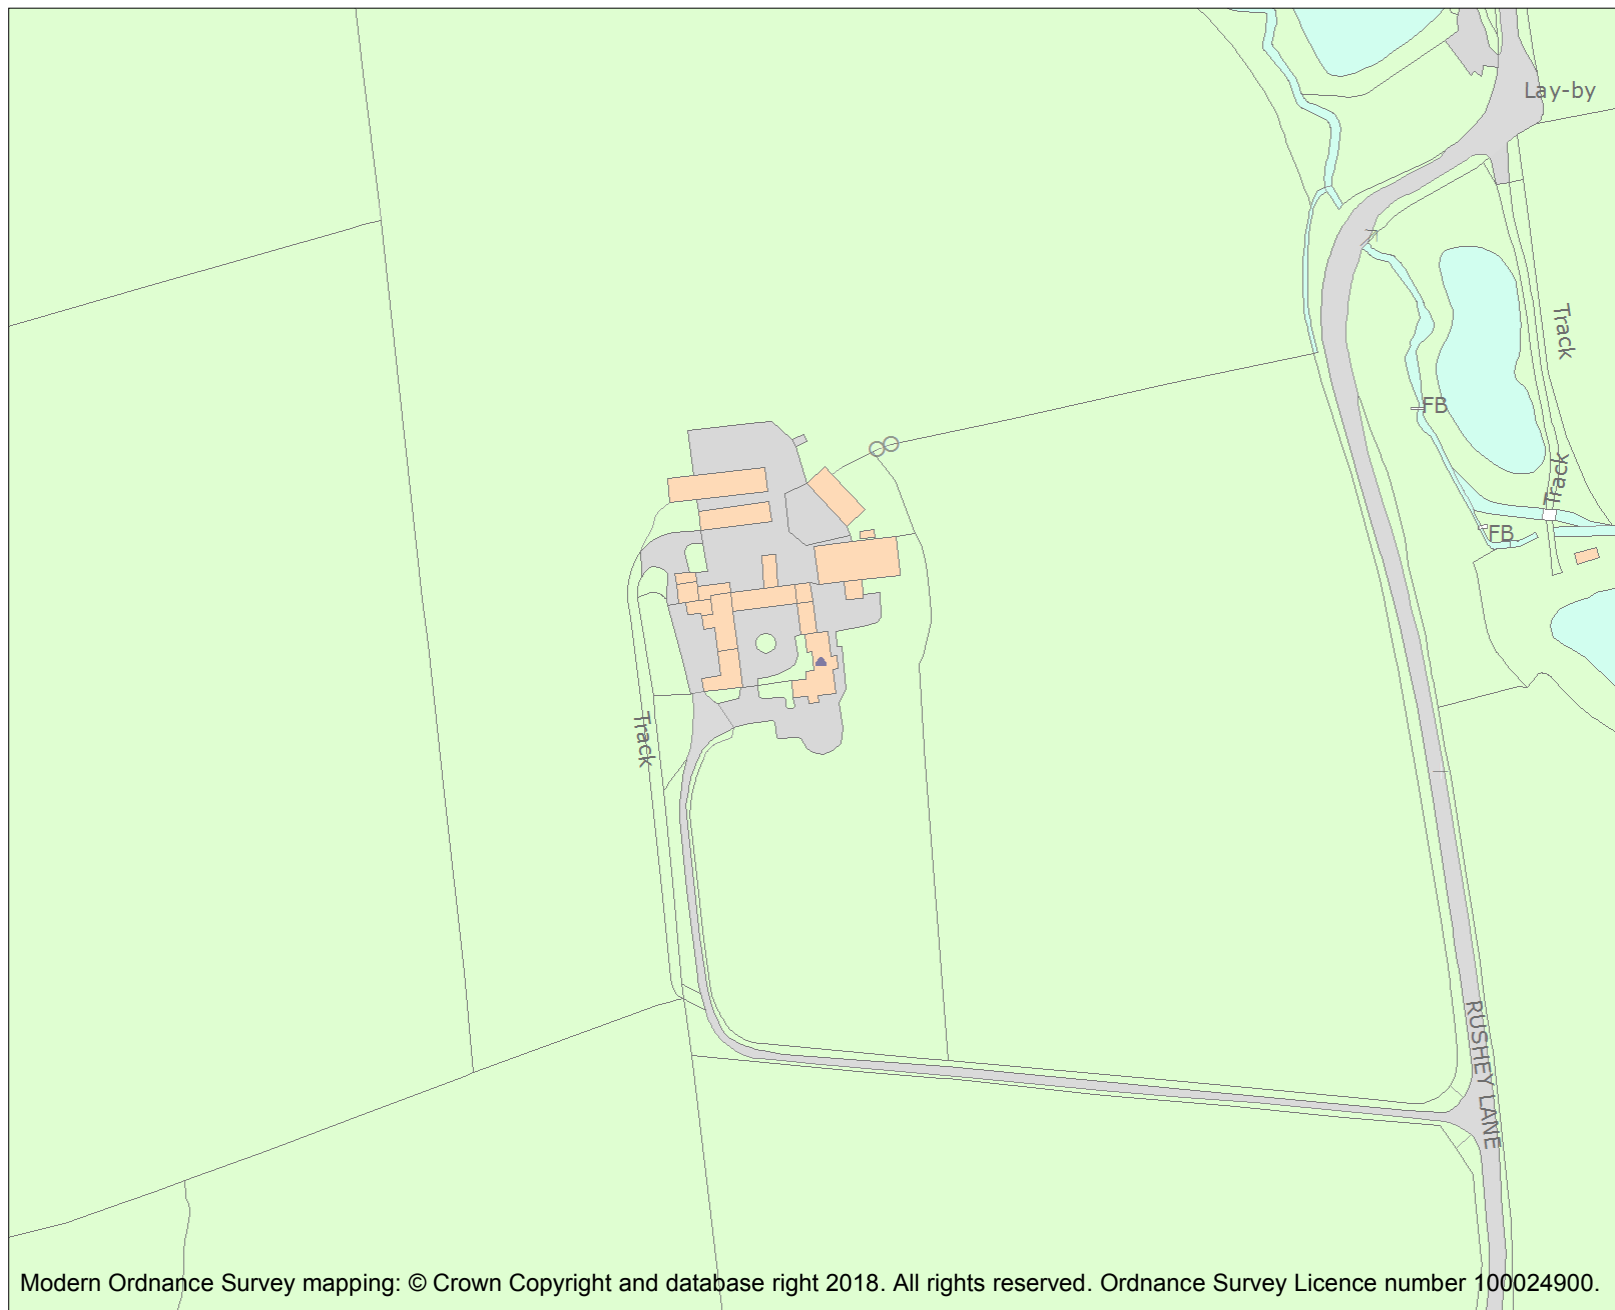 Lay-by
Track
FB
Track
FB
Track
RUSHEY LANE
Modern Ordnance Survey mapping: © Crown Copyright and database right 2018. All rights reserved. Ordnance Survey Licence number 100024900.